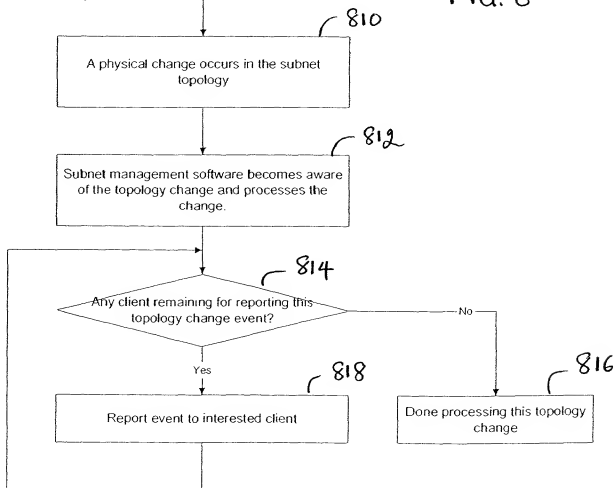 810
A physical change occurs in the subnet
topology
812
Subnet management software becomes aware
of the topology change and processes the
change.
814
Any client remaining for reporting this
topology change event?
No
Yes
818
816
Report event to interested client
Done processing this topology
change